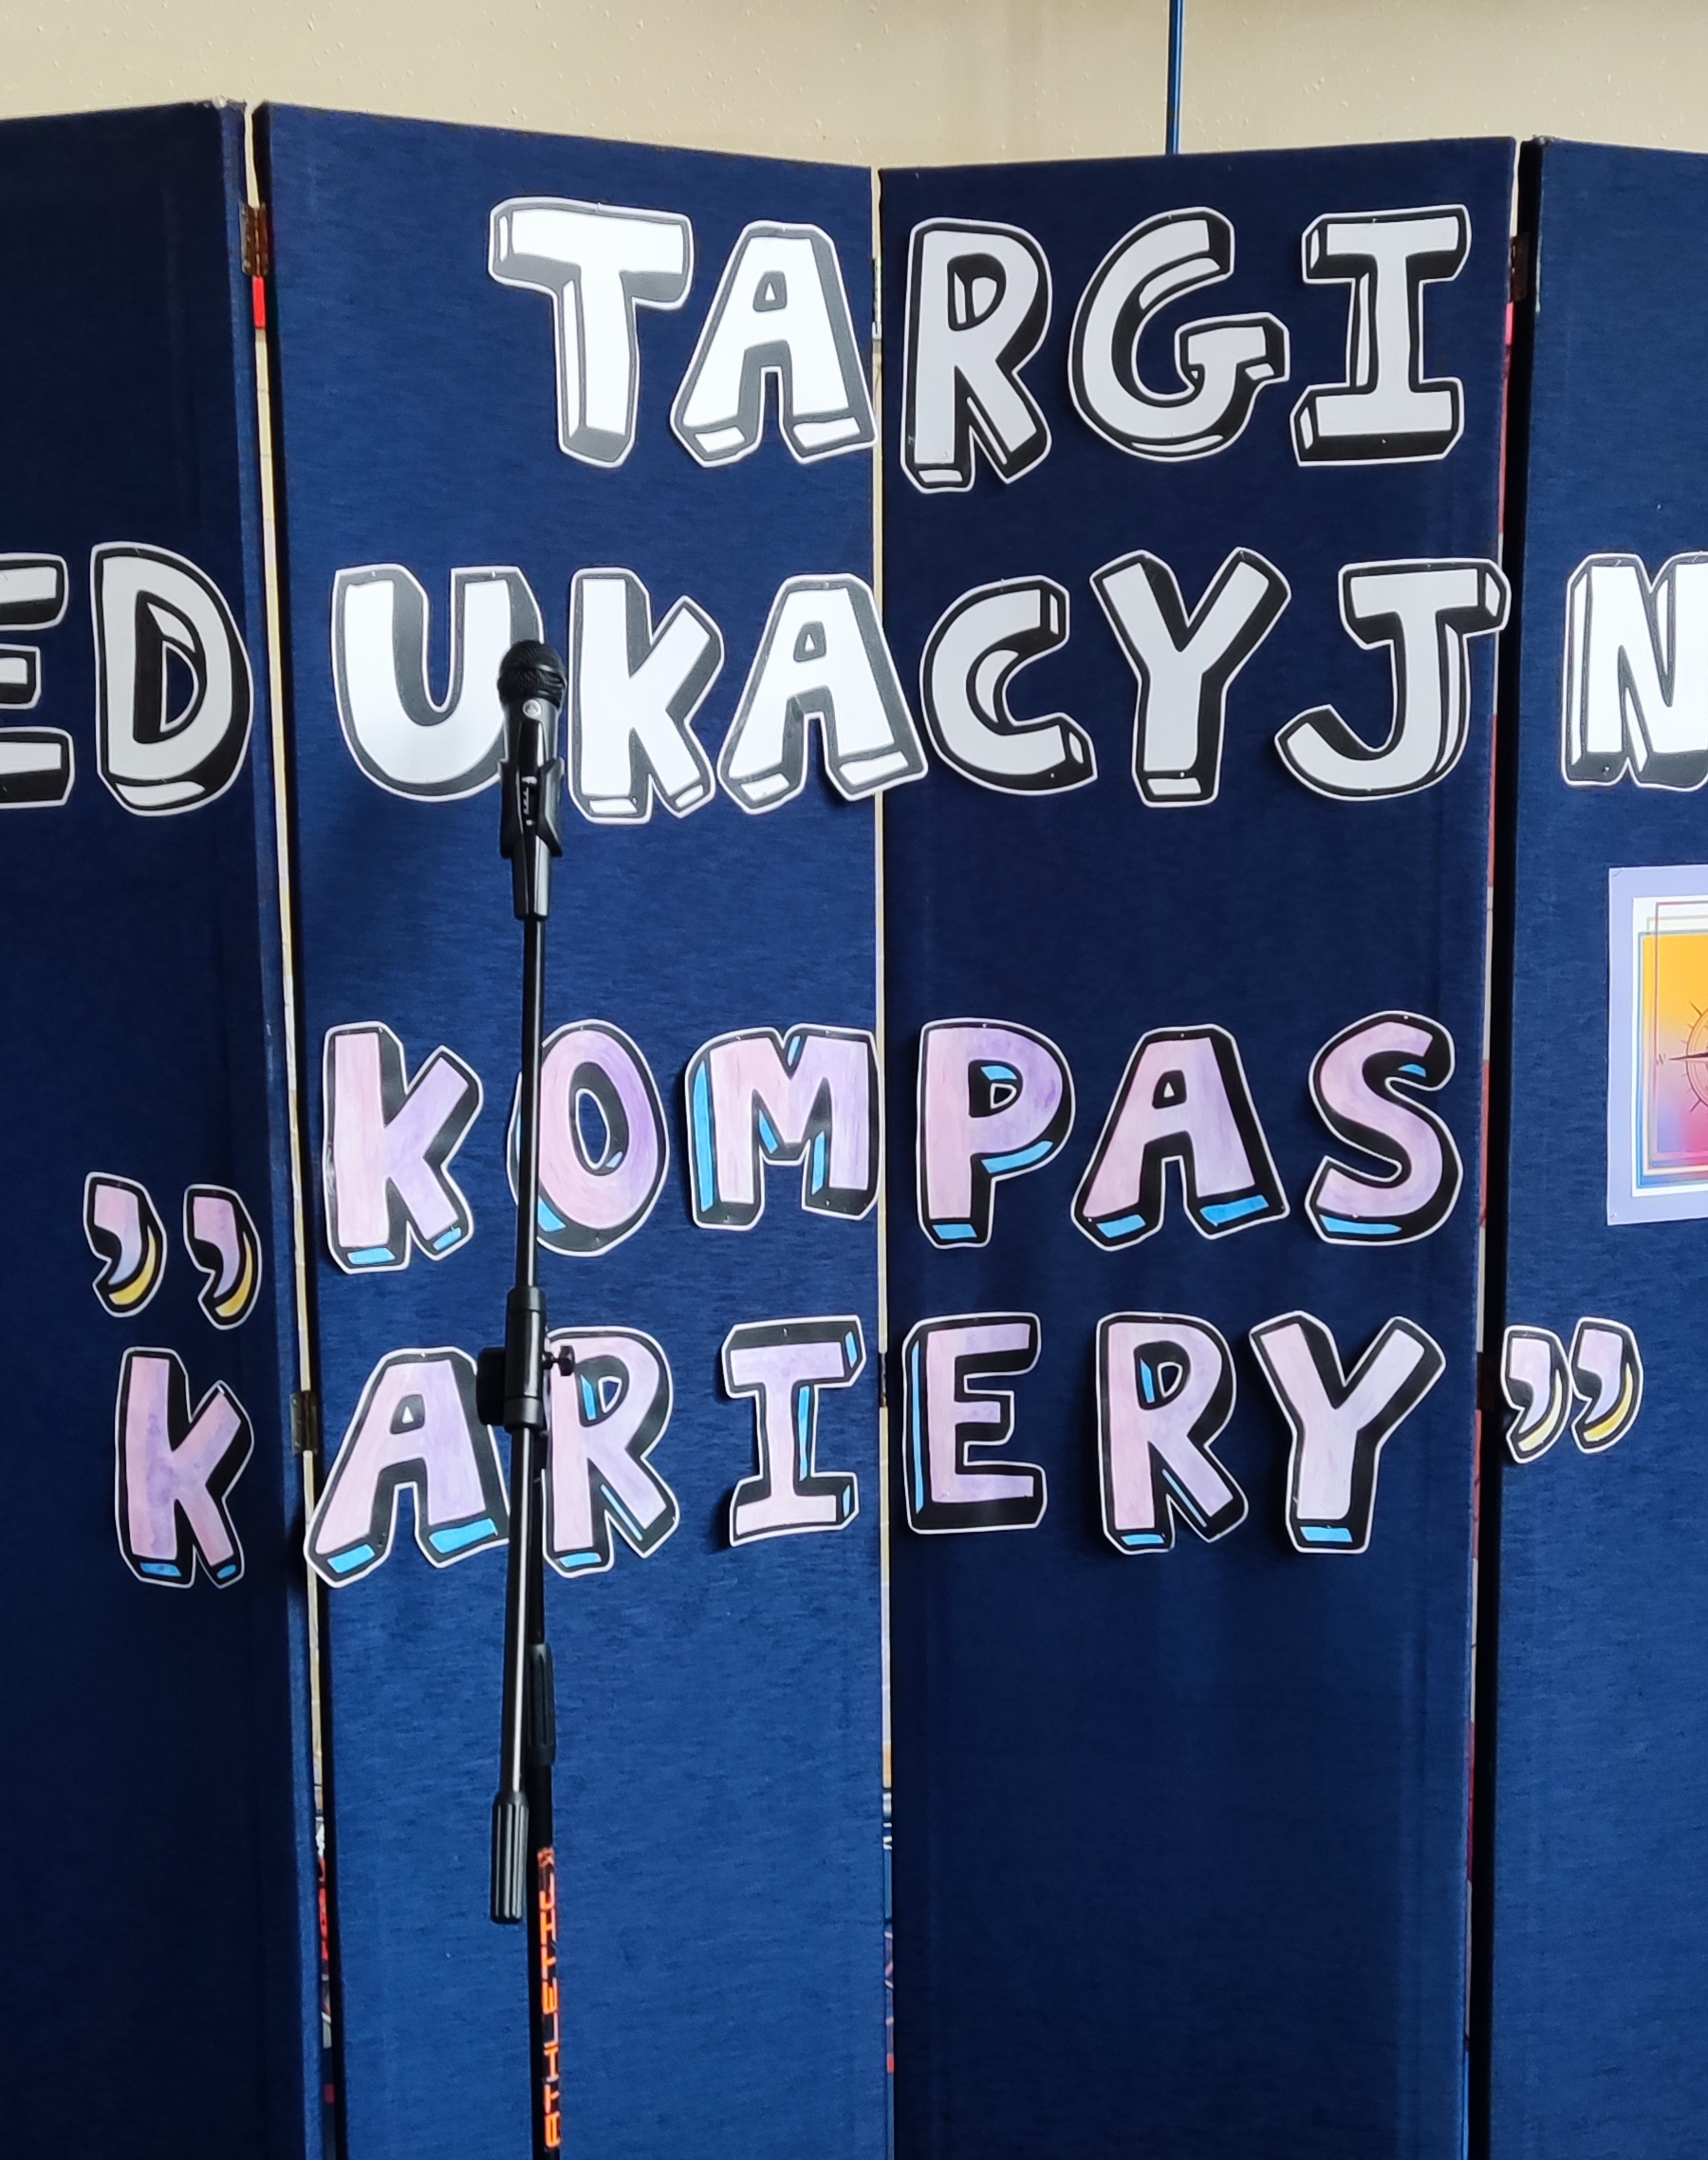 TARGI
EDUKACYJN
„KOMPAS
KARIERY”
ATHLETIC